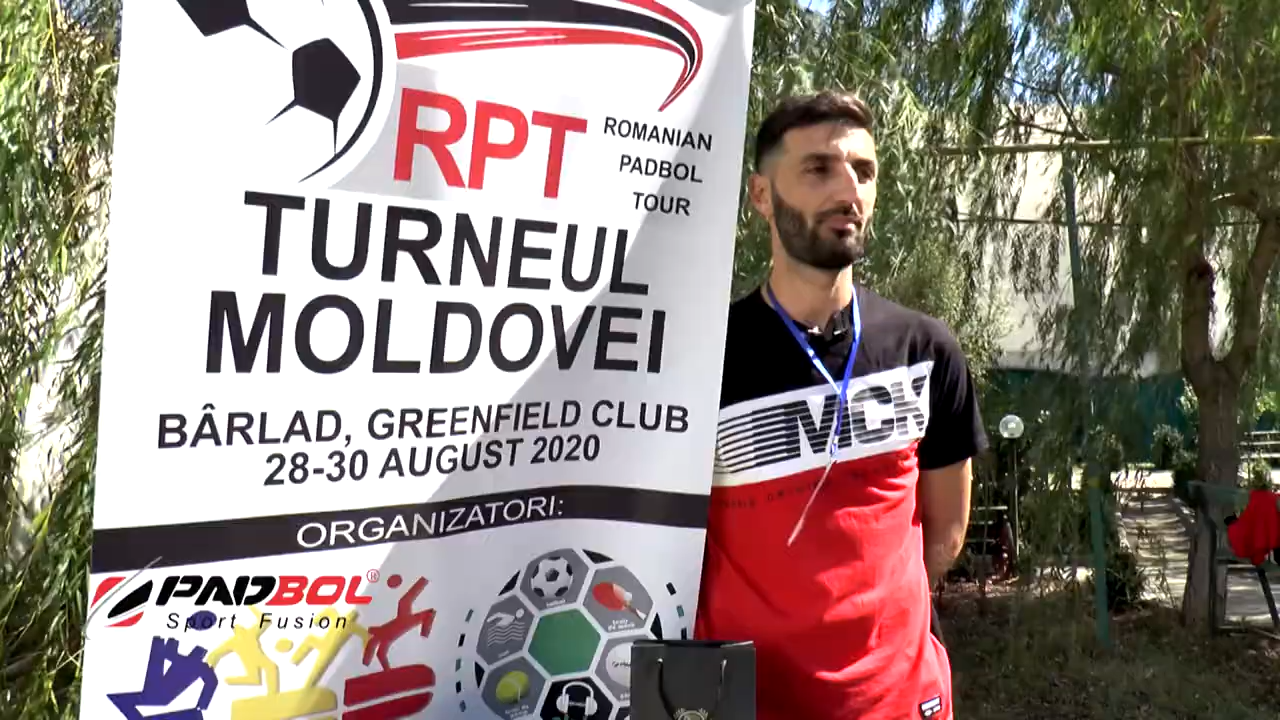 RPT
ROMANIAN
PADBOL
TOUR
TURNEUL
MOLDOVEI
BÂRLAD, GREENFIELD CLUB
28-30 AUGUST 2020
ORGANIZATORI:
PADBOL®
Sport Fusion
MCK